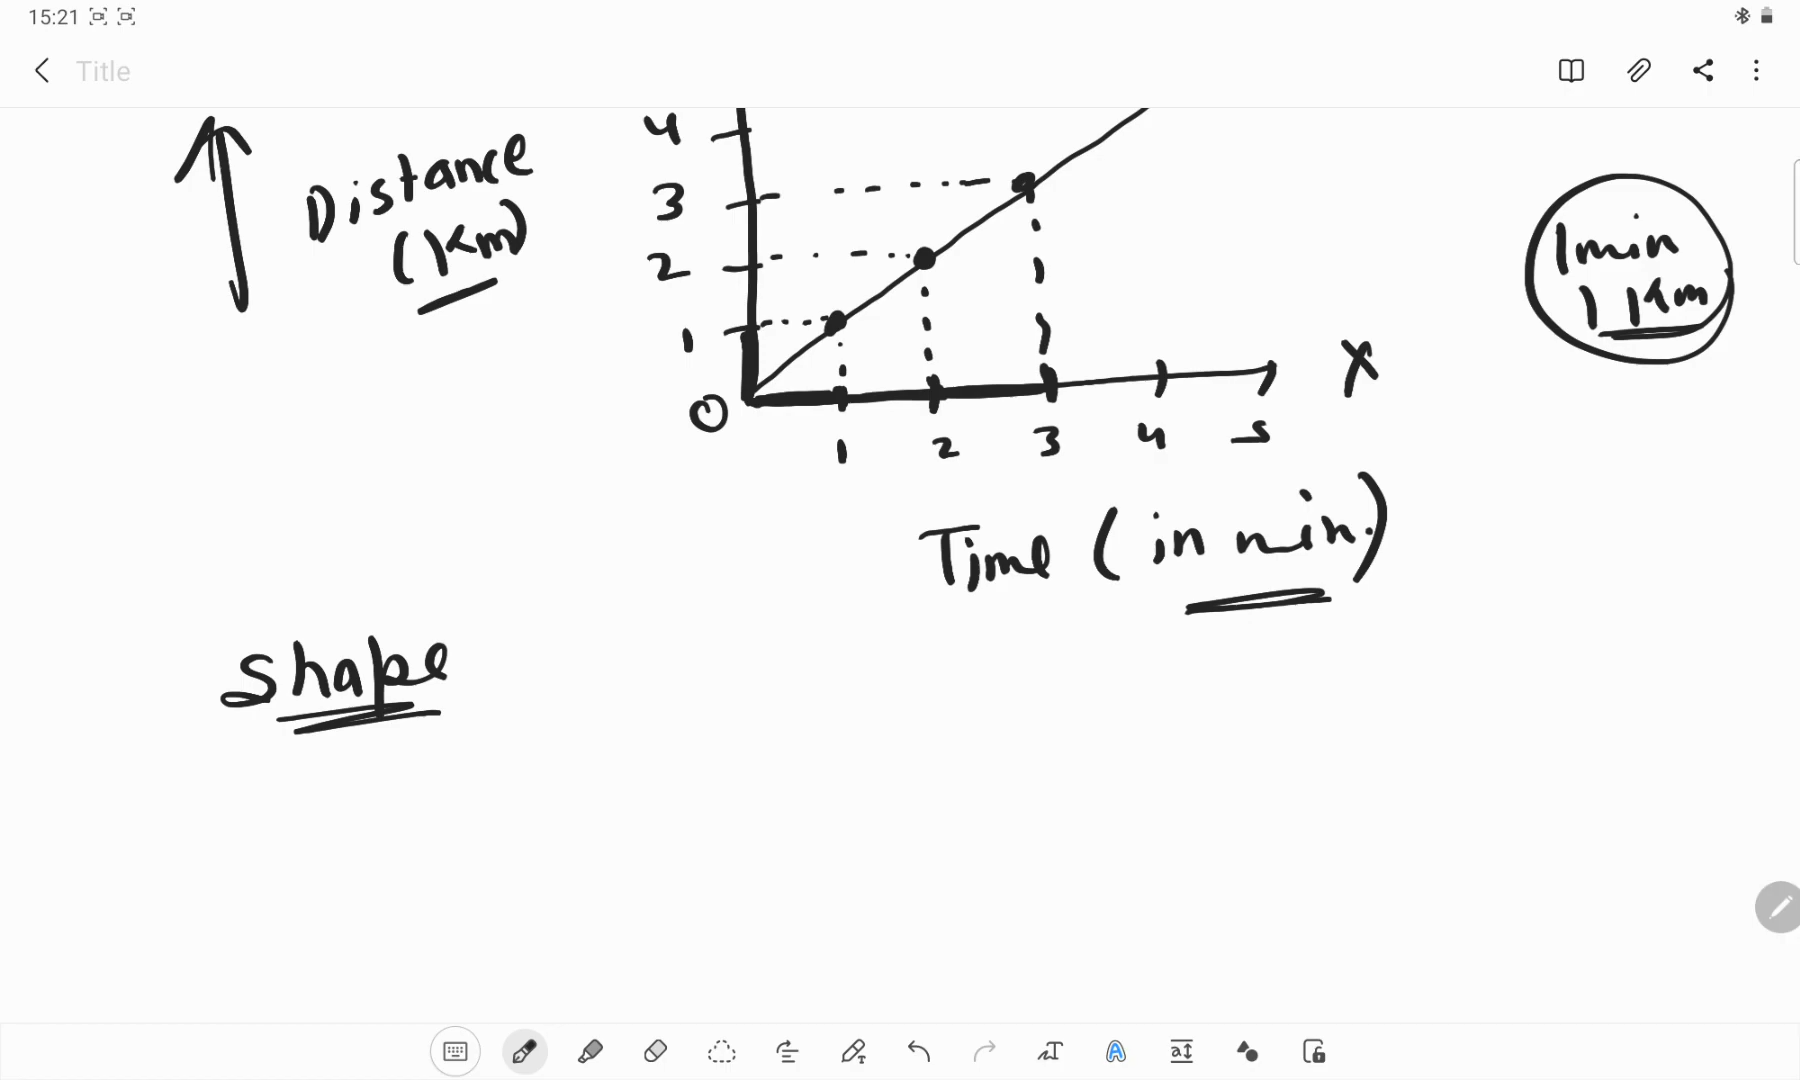 15:21
Title
Distance
(Km)
4
3
2
1
0
1 2 3 4 5
X
1min
1 Km
Time (in min.)
shape